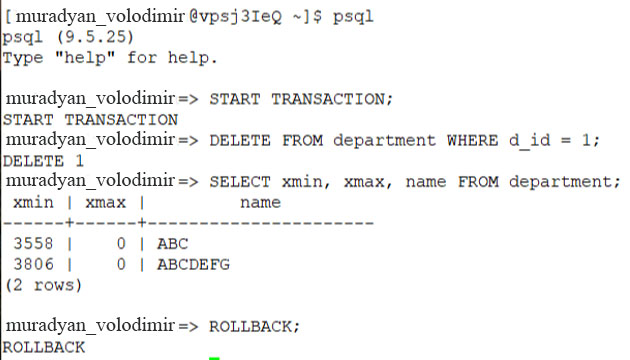 [muradyan_volodimir@vpsj3IeQ ~]$ psql
psql (9.5.25)
Type "help" for help.
muradyan_volodimir=> START TRANSACTION;
START TRANSACTION
muradyan_volodimir=> DELETE FROM department WHERE d_id = 1;
DELETE 1
muradyan_volodimir=> SELECT xmin, xmax, name FROM department;
 xmin | xmax |          name
------+------+-----------------------
 3558 |    0 | ABC
 3806 |    0 | ABCDEFG
(2 rows)
muradyan_volodimir=> ROLLBACK;
ROLLBACK